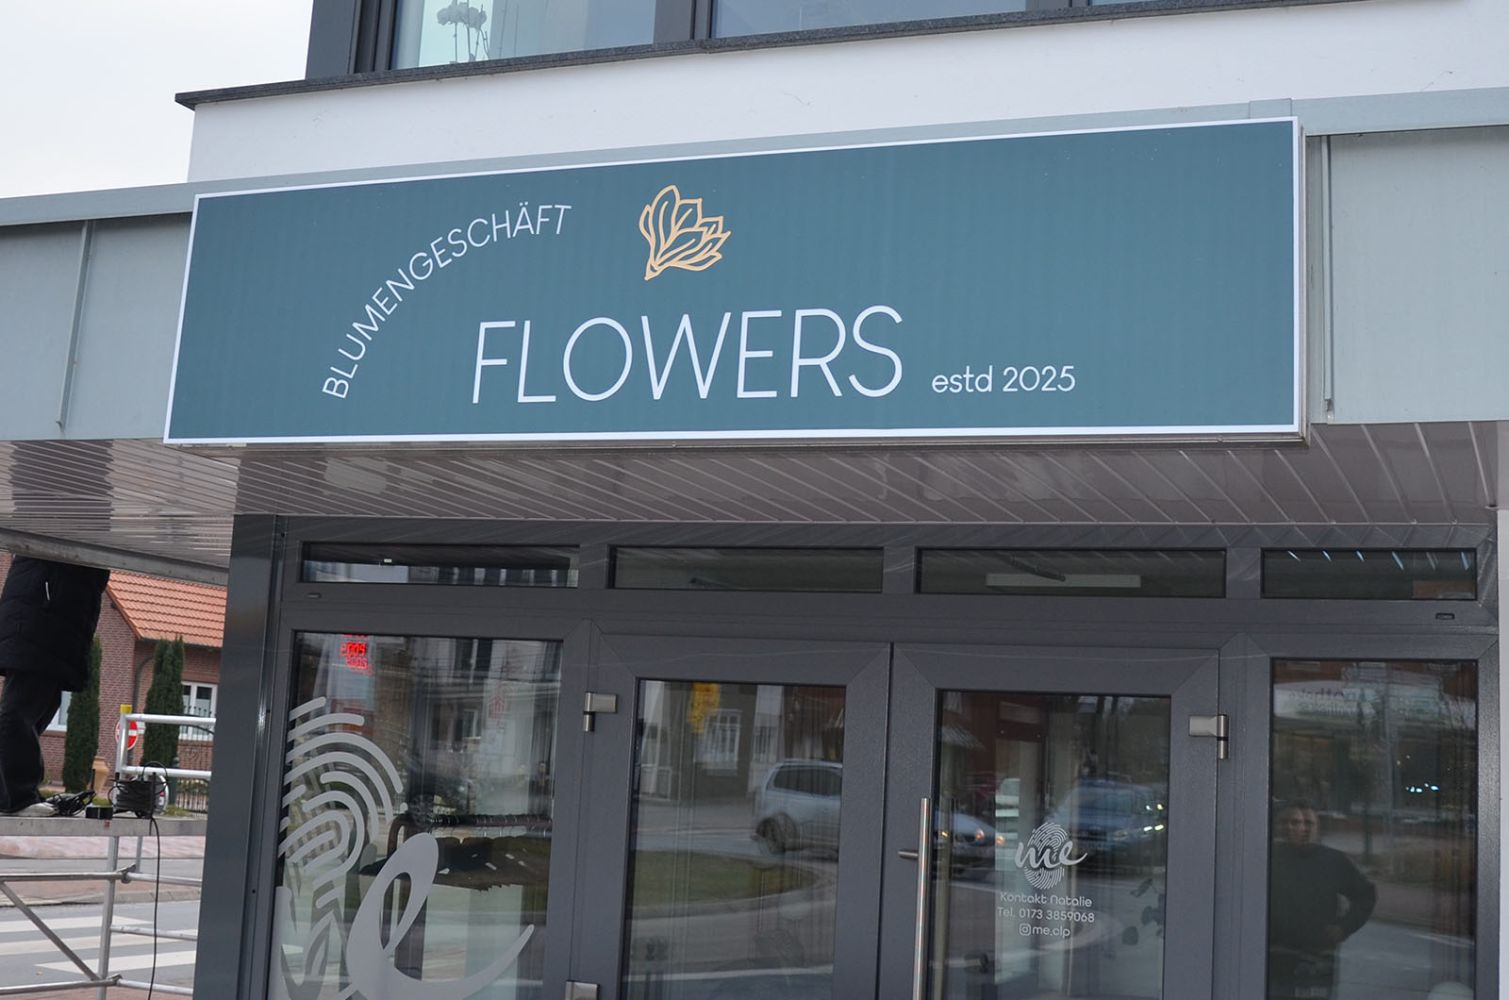 BLUMENGESCHÄFT
FLOWERS
estd 2025
me
Kontakt Natalie
Tel. 0173 3859068
me.clp
e